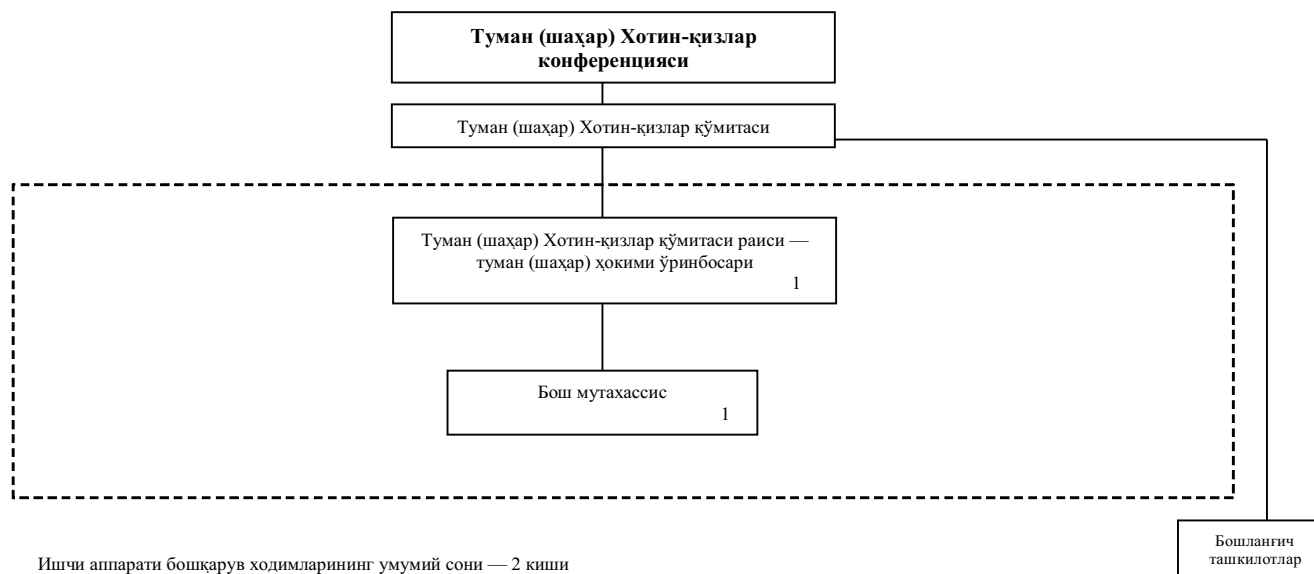 Туман (шаҳар) Хотин-қизлар
конференцияси
Туман (шаҳар) Хотин-қизлар қўмитаси
Туман (шаҳар) Хотин-қизлар қўмитаси раиси —
туман (шаҳар) ҳокими ўринбосари
1
Бош мутахассис
1
Бошланғич
ташкилотлар
Ишчи аппарати бошқарув ходимларининг умумий сони — 2 киши